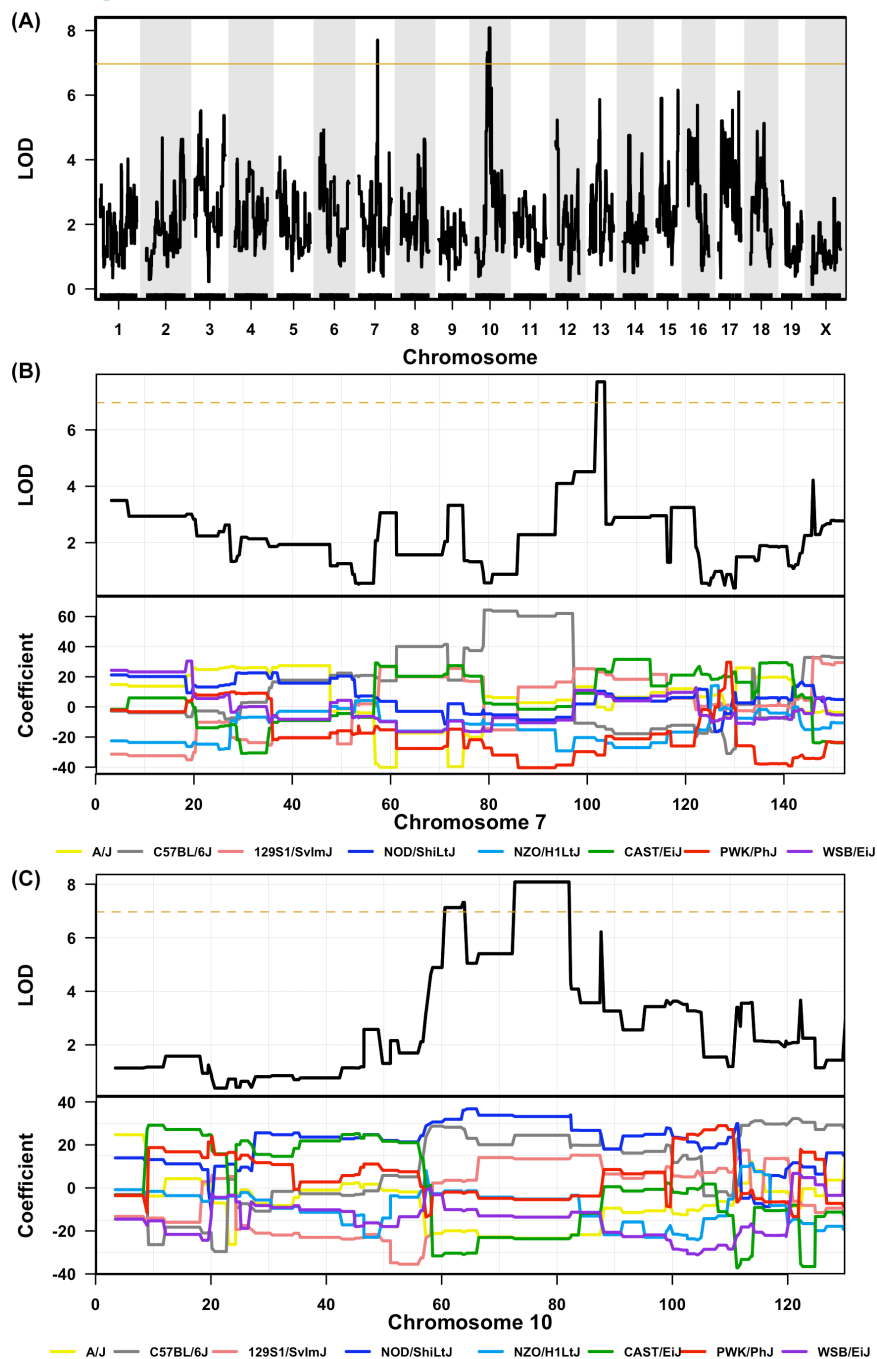 (A)
8
6
4
2
0
LOD
1 2 3 4 5 6 7 8 9 10 11 12 13 14 15 16 17 18 19 X
Chromosome
(B)
6
4
2
LOD
60
40
20
0
-20
-40
Coefficient
0 20 40 60 80 100 120 140
Chromosome 7
A/J C57BL/6J 129S1/SvImJ NOD/ShiLtJ NZO/H1LtJ CAST/EiJ PWK/PhJ WSB/EiJ
(C)
8
6
4
2
LOD
40
20
0
-20
-40
Coefficient
0 20 40 60 80 100 120
Chromosome 10
A/J C57BL/6J 129S1/SvImJ NOD/ShiLtJ NZO/H1LtJ CAST/EiJ PWK/PhJ WSB/EiJ